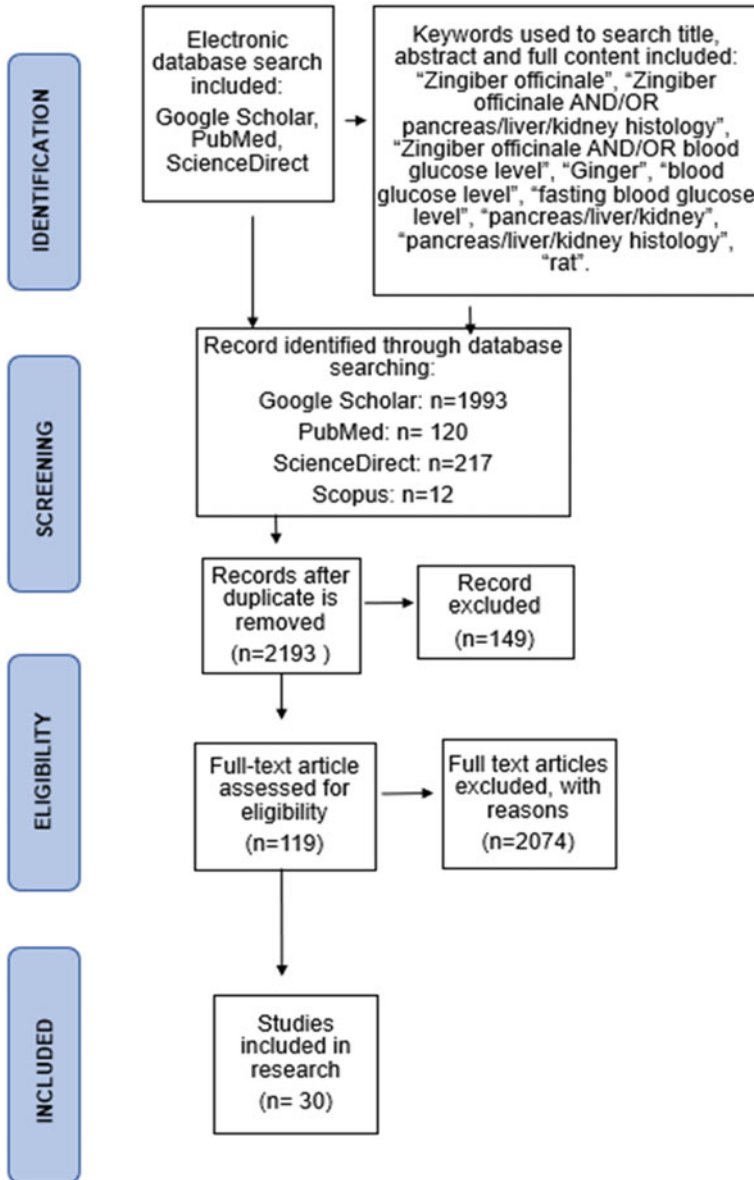 IDENTIFICATION
Electronic
database search
included:
Google Scholar,
PubMed,
ScienceDirect
Keywords used to search title,
abstract and full content included:
“Zingiber officinale”, “Zingiber
officinale AND/OR
pancreas/liver/kidney histology”,
“Zingiber officinale AND/OR blood
glucose level”, “Ginger”, “blood
glucose level”, “fasting blood glucose
level”, “pancreas/liver/kidney”,
“pancreas/liver/kidney histology”,
“rat”.
SCREENING
Record identified through database
searching:
Google Scholar: n=1993
PubMed: n= 120
ScienceDirect: n=217
Scopus: n=12
Records after
duplicate is
removed
(n=2193 )
Record
excluded
(n=149)
ELIGIBILITY
Full-text article
assessed for
eligibility
(n=119)
Full text articles
excluded, with
reasons
(n=2074)
INCLUDED
Studies
included in
research
(n= 30)